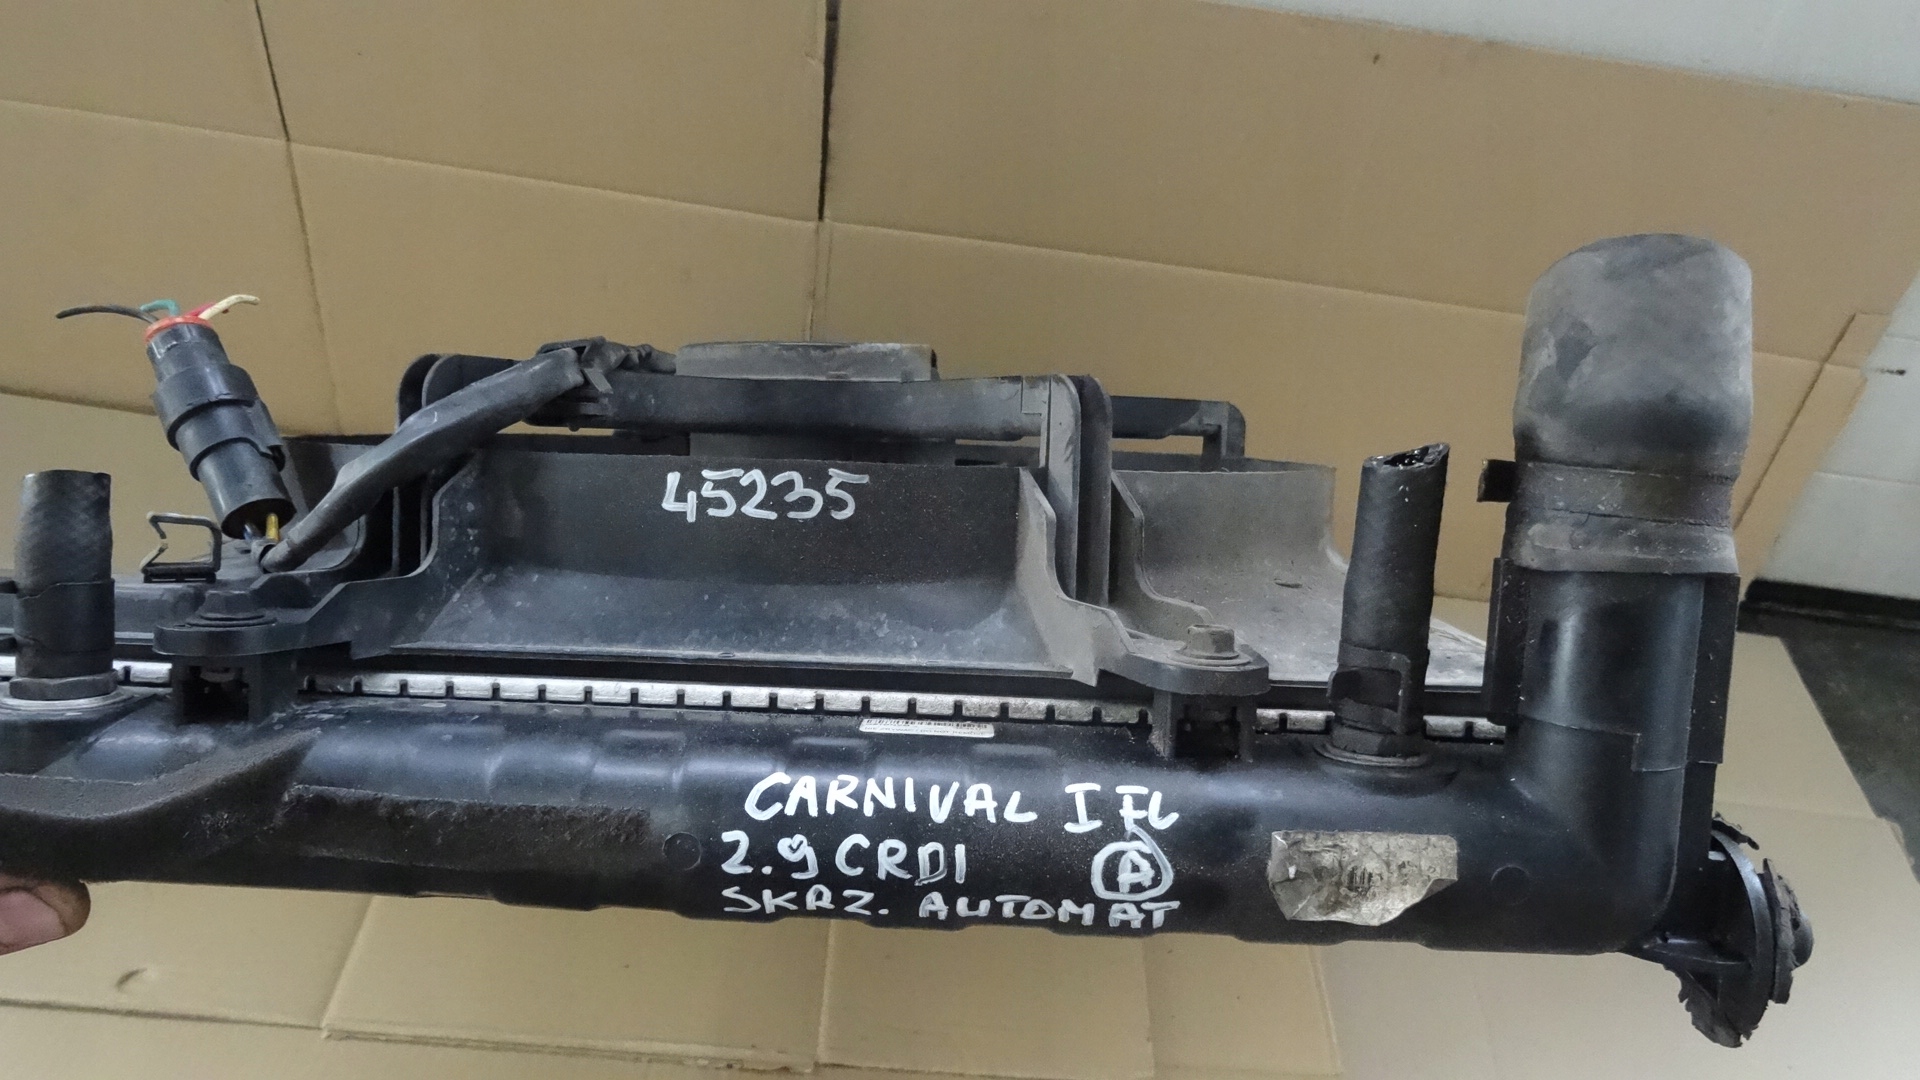 45235
CARNIVAL I FL
2.9 CRDI A
SKRZ. AUTOMAT